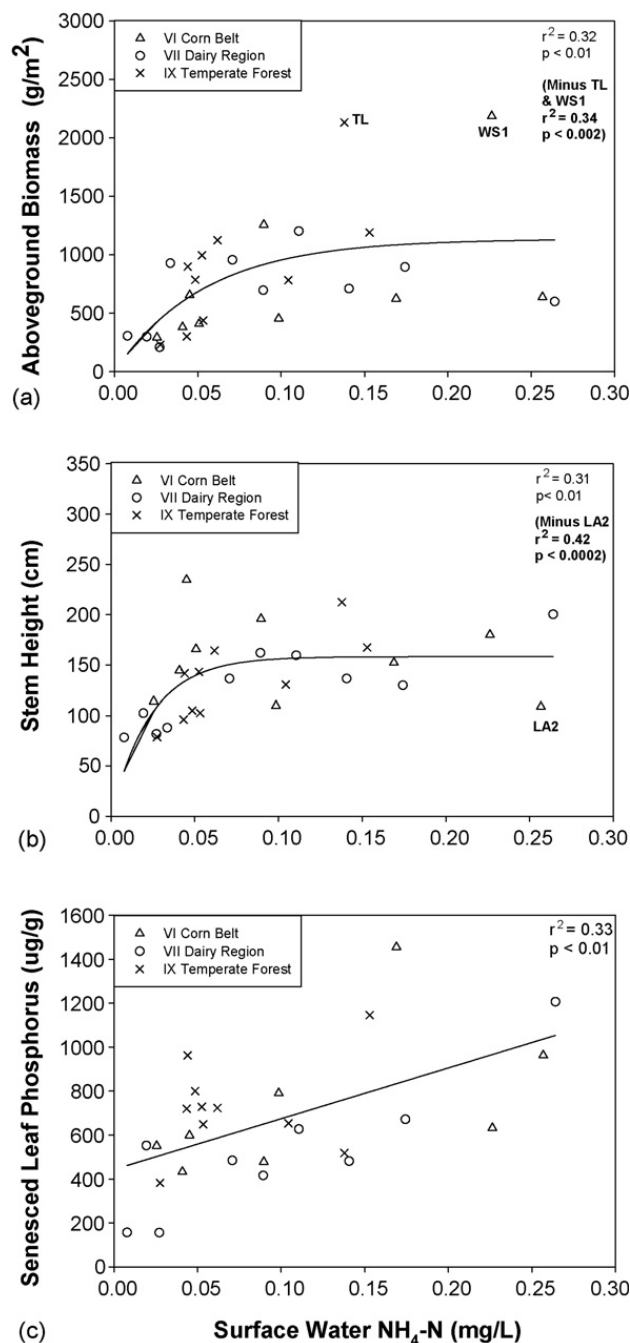 (a)
Aboveground Biomass (g/m²)
3000
2500
2000
1500
1000
500
0
VI Corn Belt
VII Dairy Region
IX Temperate Forest
r² = 0.32
p < 0.01
(Minus TL
& WS1
r² = 0.34
p < 0.002)
TL
WS1
0.00 0.05 0.10 0.15 0.20 0.25 0.30
(b)
Stem Height (cm)
350
300
250
200
150
100
50
0
VI Corn Belt
VII Dairy Region
IX Temperate Forest
r² = 0.31
p< 0.01
(Minus LA2
r² = 0.42
p < 0.0002)
LA2
0.00 0.05 0.10 0.15 0.20 0.25 0.30
(c)
Senesced Leaf Phosphorus (ug/g)
1600
1400
1200
1000
800
600
400
200
0
VI Corn Belt
VII Dairy Region
IX Temperate Forest
r² = 0.33
p < 0.01
0.00 0.05 0.10 0.15 0.20 0.25 0.30
Surface Water NH₄-N (mg/L)